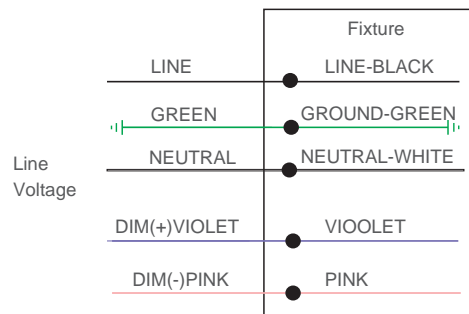 Fixture
LINE LINE-BLACK
GREEN GROUND-GREEN
NEUTRAL NEUTRAL-WHITE
Line
Voltage
DIM(+)VIOLET VIOOLET
DIM(-)PINK PINK